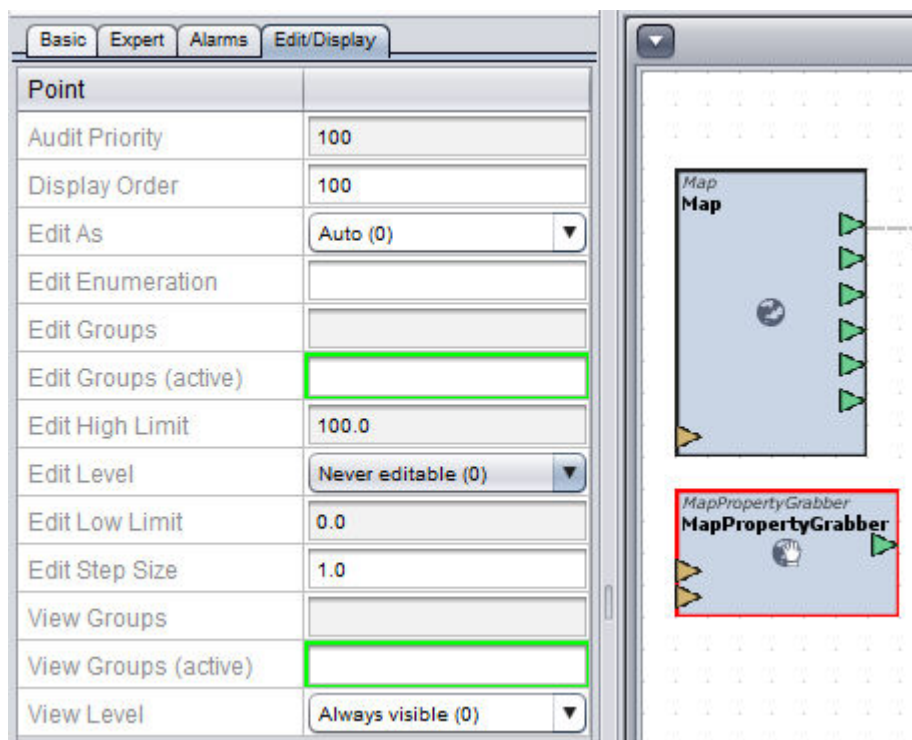 Basic Expert Alarms Edit/Display
Point
Audit Priority 100
Display Order 100
Edit As Auto (0)
Edit Enumeration
Edit Groups
Edit Groups (active)
Edit High Limit 100.0
Edit Level Never editable (0)
Edit Low Limit 0.0
Edit Step Size 1.0
View Groups
View Groups (active)
View Level Always visible (0)
Map
Map
MapPropertyGrabber
MapPropertyGrabber